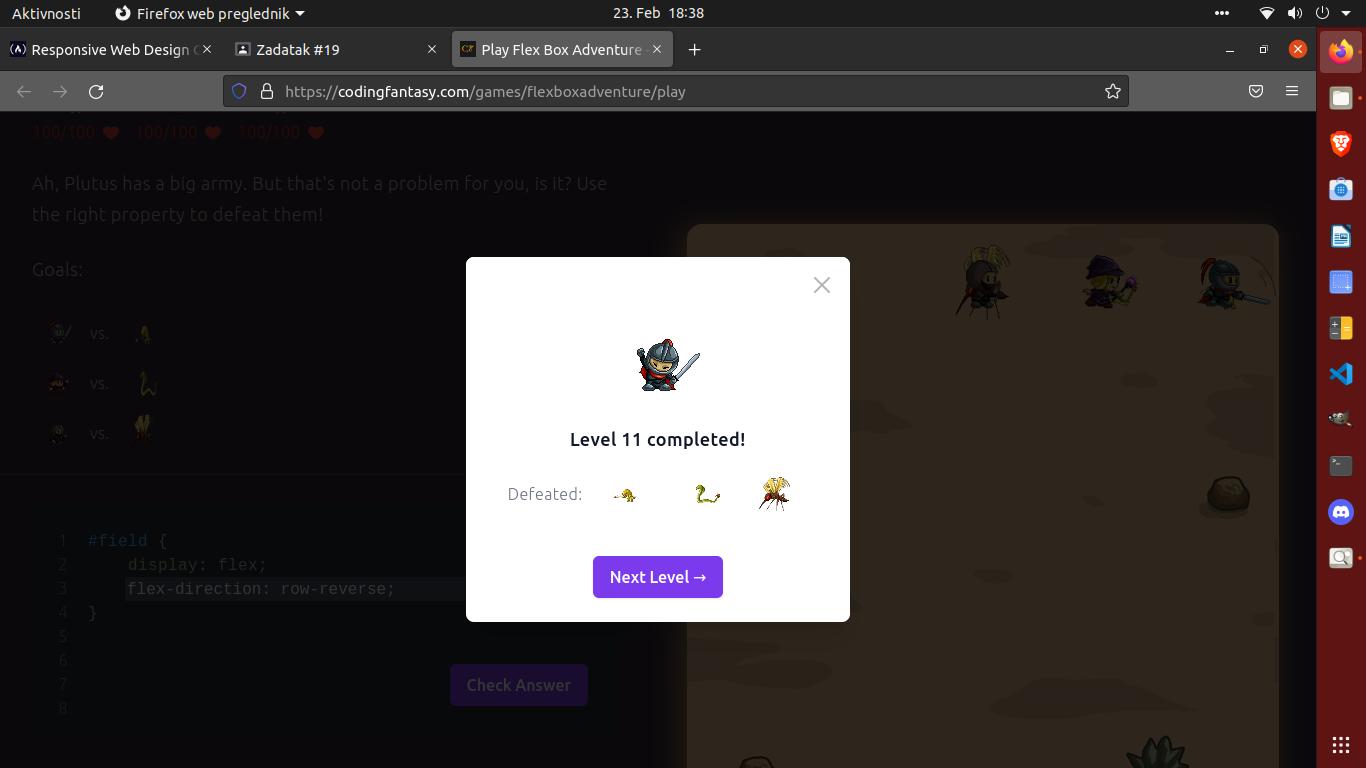 Aktivnosti
Firefox web preglednik
23. Feb 18:38
Responsive Web Design
Zadatak #19
Play Flex Box Adventure
https://codingfantasy.com/games/flexboxadventure/play
100/100 100/100 100/100
Ah, Plutus has a big army. But that's not a problem for you, is it? Use
the right property to defeat them!
Goals:
vs.
vs.
vs.
Level 11 completed!
Defeated:
Next Level →
1 #field {
2 display: flex;
3 flex-direction: row-reverse;
4 }
5
6
7
8
Check Answer